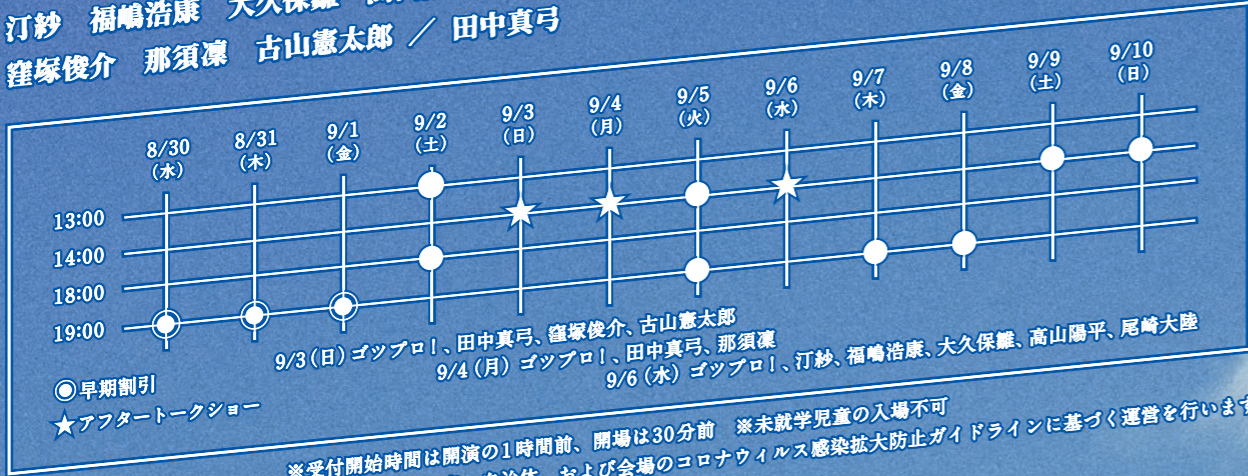 汀紗　福嶋浩康　大久保雛
窪塚俊介　那須凜　古山憲太郎 ／ 田中真弓
8/30 8/31 9/1 9/2 9/3 9/4 9/5 9/6 9/7 9/8 9/9 9/10
(水) (木) (金) (土) (日) (月) (火) (水) (木) (金) (土) (日)
13:00
14:00
18:00
19:00
9/3(日)ゴツプロ！、田中真弓、窪塚俊介、古山憲太郎
9/4(月)ゴツプロ！、田中真弓、那須凜
9/6(水)ゴツプロ！、汀紗、福嶋浩康、大久保雛、高山陽平、尾崎大陸
早期割引
★アフタートークショー
※受付開始時間は開演の1時間前、開場は30分前　※未就学児童の入場不可
および会場のコロナウィルス感染拡大防止ガイドラインに基づく運営を行います